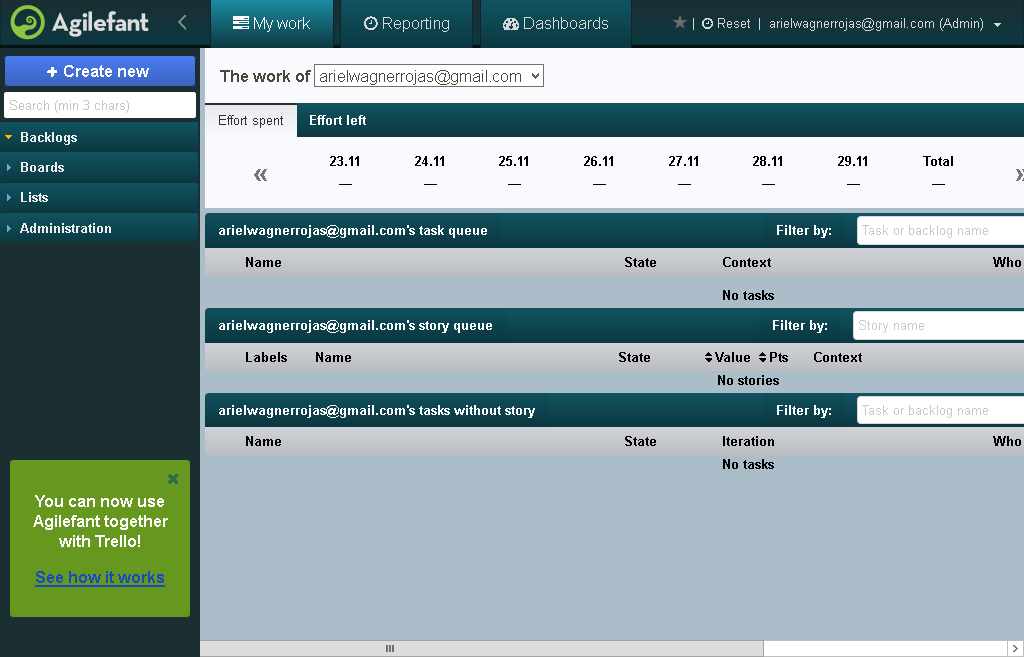 Agilefant
My work
Reporting
Dashboards
| Reset | arielwagnerrojas@gmail.com (Admin)
+ Create new
Search (min 3 chars)
Backlogs
Boards
Lists
Administration
You can now use
Agilefant together
with Trello!
See how it works
The work of arielwagnerrojas@gmail.com
Effort spent Effort left
« 23.11 24.11 25.11 26.11 27.11 28.11 29.11 Total »
— — — — — — — —
arielwagnerrojas@gmail.com's task queue Filter by: Task or backlog name
Name State Context Who
No tasks
arielwagnerrojas@gmail.com's story queue Filter by: Story name
Labels Name State Value Pts Context
No stories
arielwagnerrojas@gmail.com's tasks without story Filter by: Task or backlog name
Name State Iteration Who
No tasks